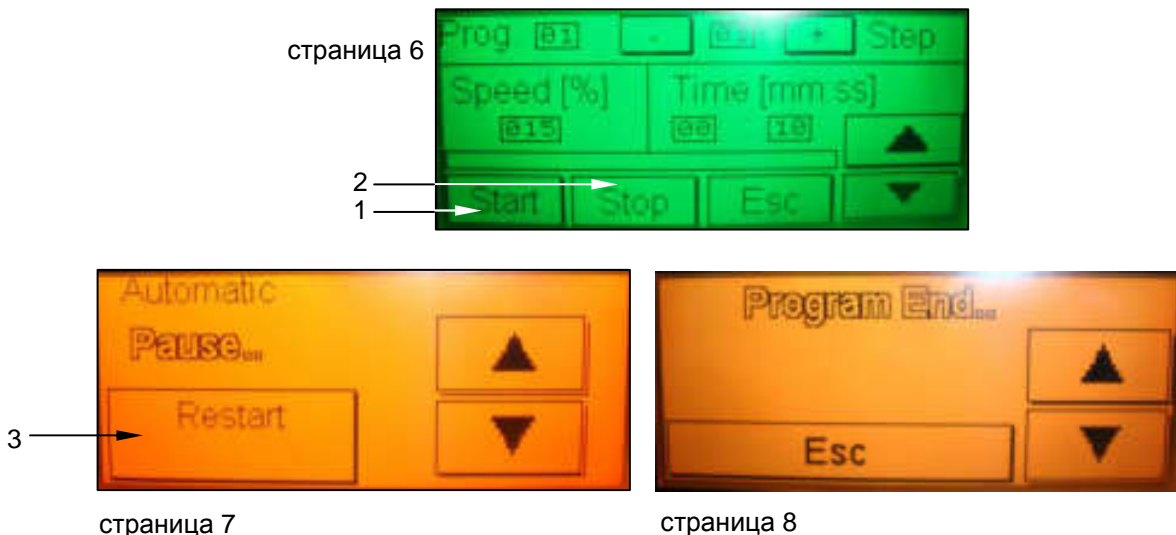 страница 6
Prog 01 - 01 + Step
Speed [%] Time [mm:ss]
015 00 10
2
1
Start Stop Esc
Automatic
Pause...
Restart
3
Program End...
Esc
страница 7
страница 8